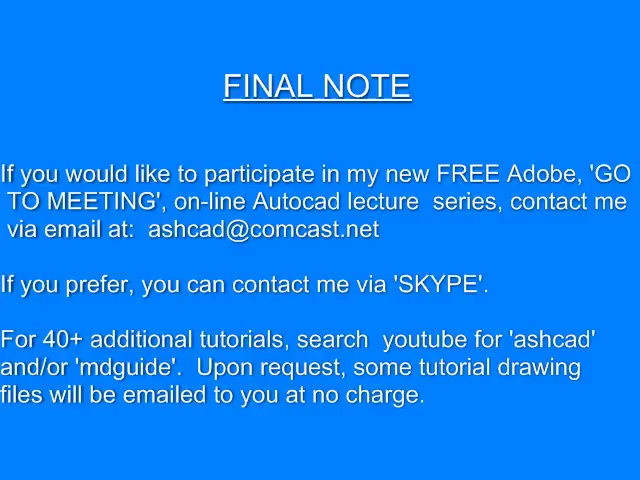 FINAL NOTE
If you would like to participate in my new FREE Adobe, 'GO
TO MEETING', on-line Autocad lecture  series, contact me
via email at:  ashcad@comcast.net
If you prefer, you can contact me via 'SKYPE'.
For 40+ additional tutorials, search  youtube for 'ashcad'
and/or 'mdguide'.  Upon request, some tutorial drawing
files will be emailed to you at no charge.